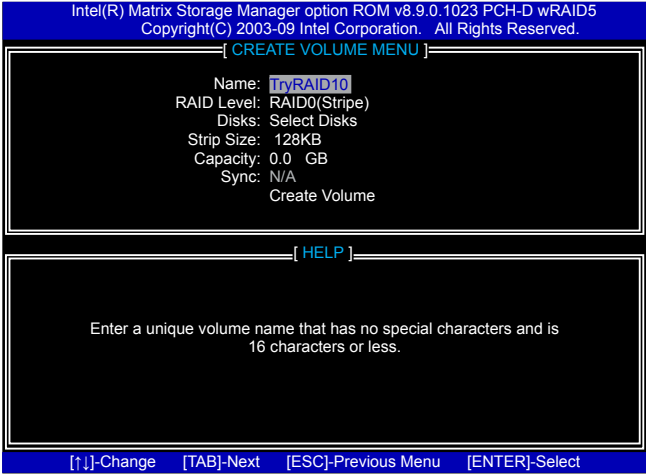 Intel(R) Matrix Storage Manager option ROM v8.9.0.1023 PCH-D wRAID5
Copyright(C) 2003-09 Intel Corporation. All Rights Reserved.
[ CREATE VOLUME MENU ]
Name: TryRAID10
RAID Level: RAID0(Stripe)
Disks: Select Disks
Strip Size: 128KB
Capacity: 0.0 GB
Sync: N/A
Create Volume
[ HELP ]
Enter a unique volume name that has no special characters and is
16 characters or less.
[↑↓]-Change [TAB]-Next [ESC]-Previous Menu [ENTER]-Select